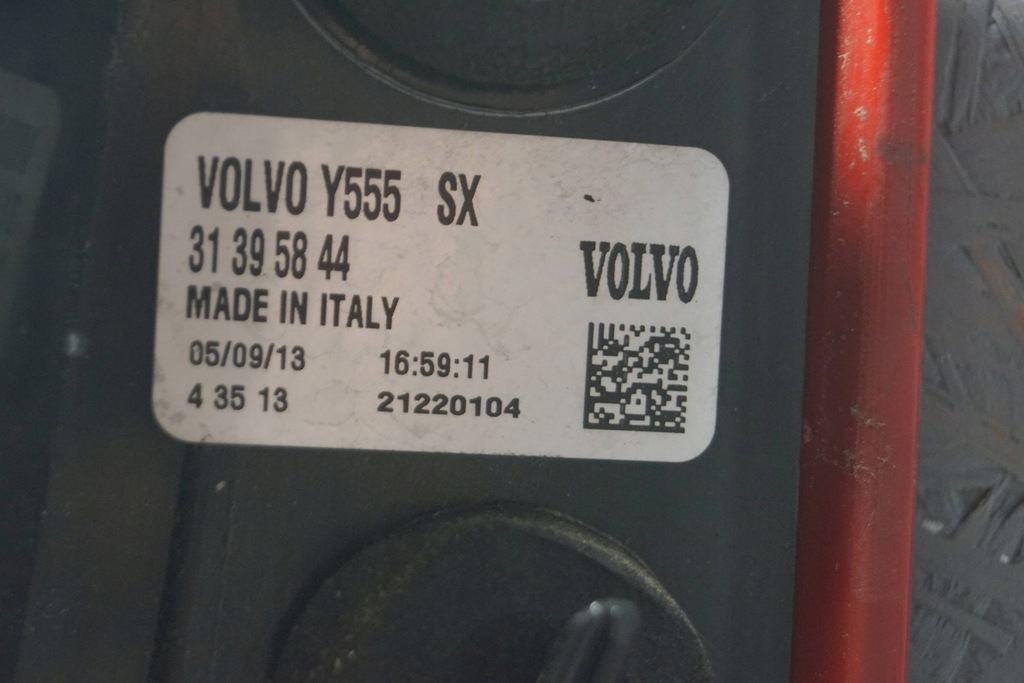 VOLVO Y555 SX
31 39 58 44
MADE IN ITALY
05/09/13 16:59:11
4 35 13 21220104
VOLVO